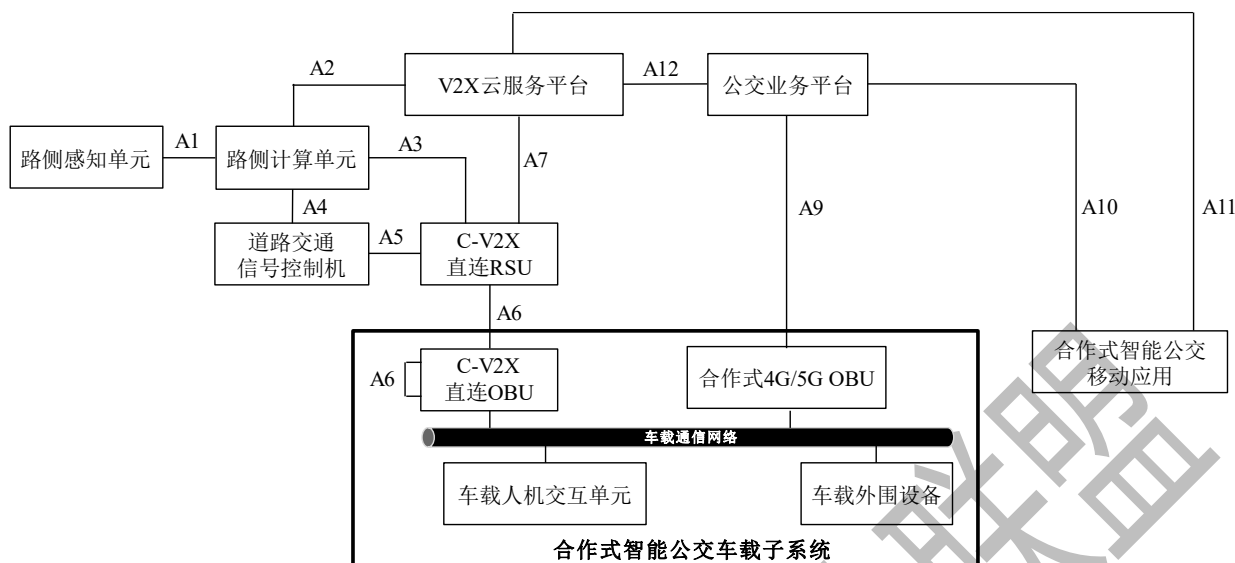 A2
V2X云服务平台
A12
公交业务平台
路侧感知单元
A1
路侧计算单元
A3
A7
A4
A9
A10
A11
道路交通
信号控制机
A5
C-V2X
直连RSU
A6
A6
C-V2X
直连OBU
合作式4G/5G OBU
合作式智能公交
移动应用
车载通信网络
车载人机交互单元
车载外围设备
合作式智能公交车载子系统
联盟